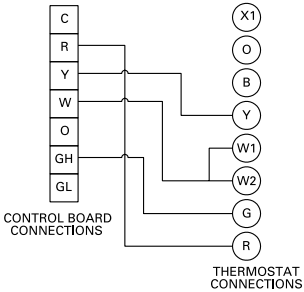 C
R
Y
W
O
GH
GL
CONTROL BOARD
CONNECTIONS
X1
O
B
Y
W1
W2
G
R
THERMOSTAT
CONNECTIONS